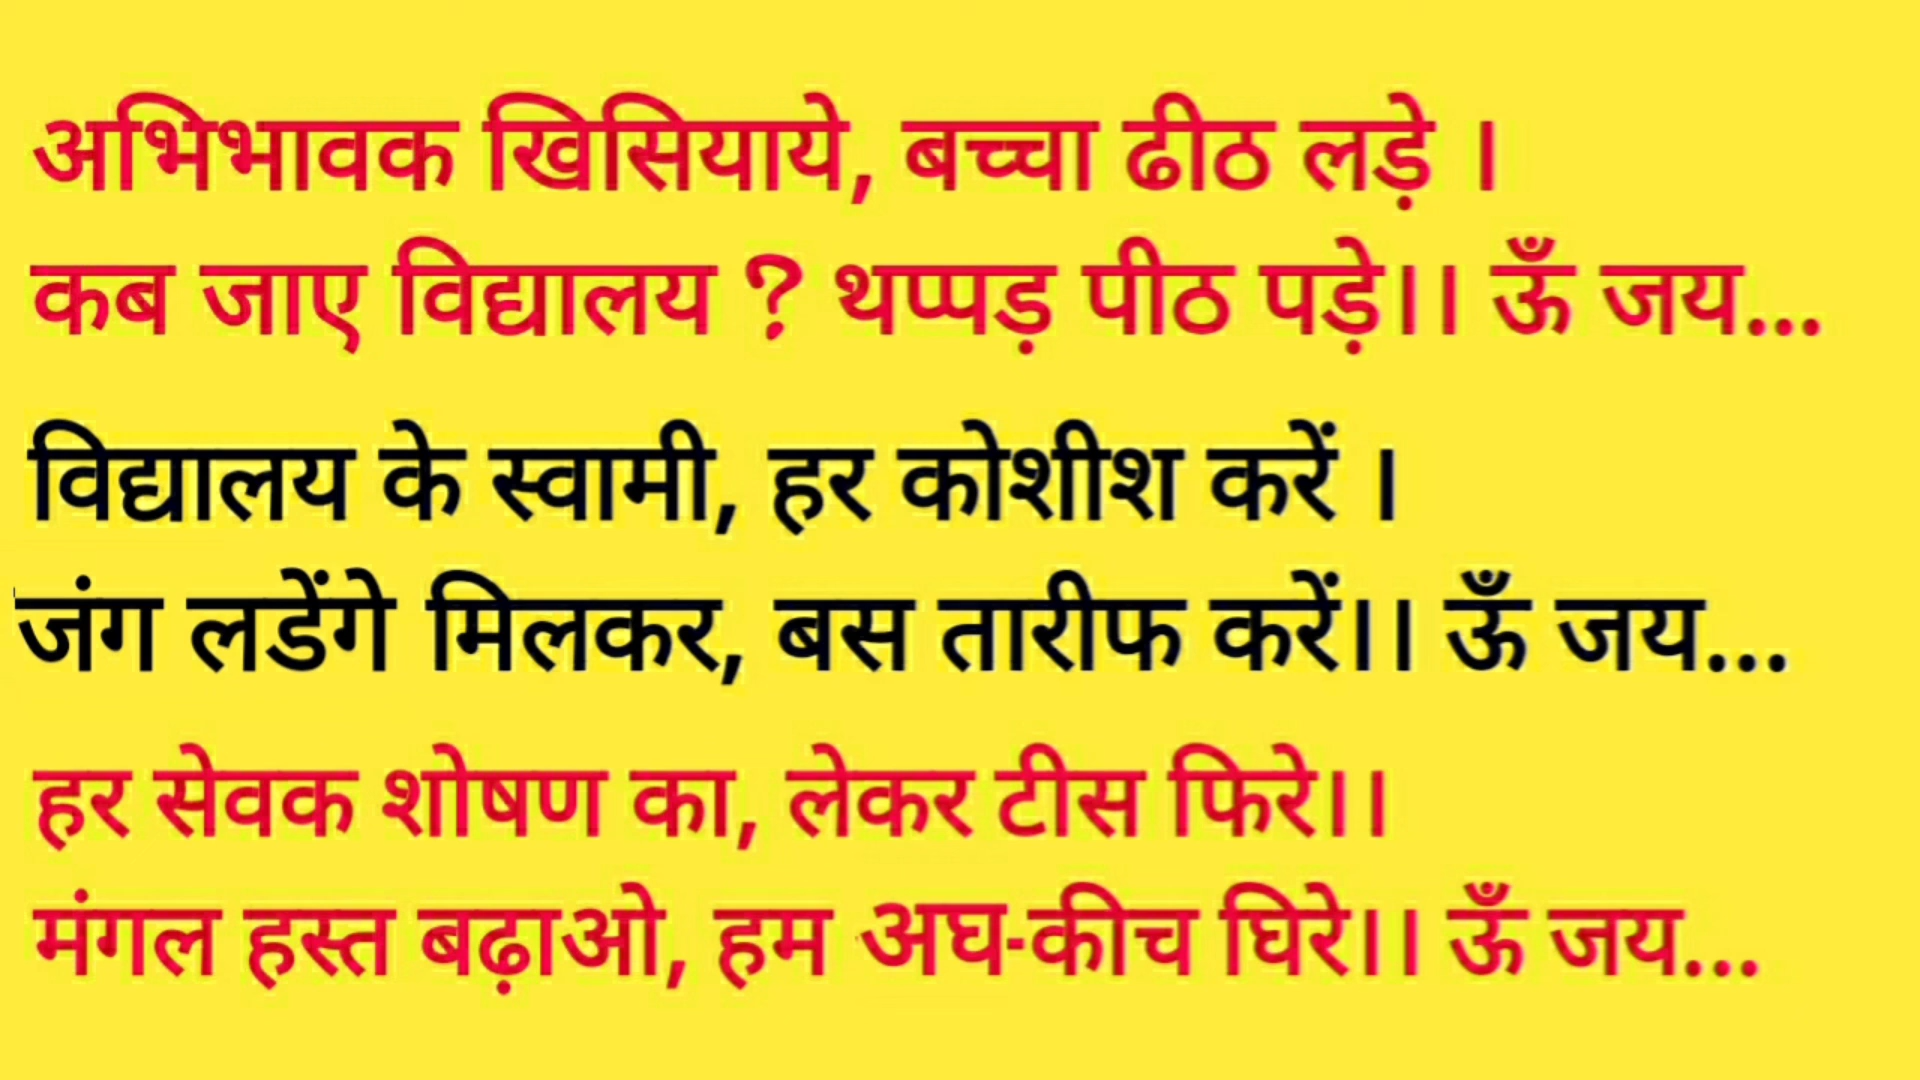 अभिभावक खिसियाये, बच्चा ढीठ लड़े ।
कब जाए विद्यालय ? थप्पड़ पीठ पड़े।। ऊँ जय...
विद्यालय के स्वामी, हर कोशीश करें ।
जंग लडेंगे मिलकर, बस तारीफ करें।। ऊँ जय...
हर सेवक शोषण का, लेकर टीस फिरे।।
मंगल हस्त बढ़ाओ, हम अघ-कीच घिरे।। ऊँ जय...